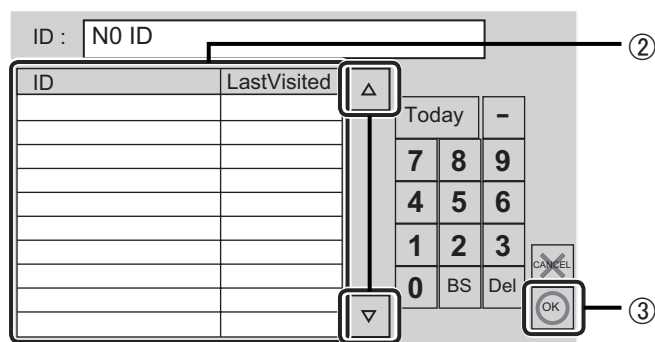 ID : N0 ID
②
ID LastVisited
△
Today −
7 8 9
4 5 6
1 2 3
CANCEL
0 BS Del
▽
OK
③